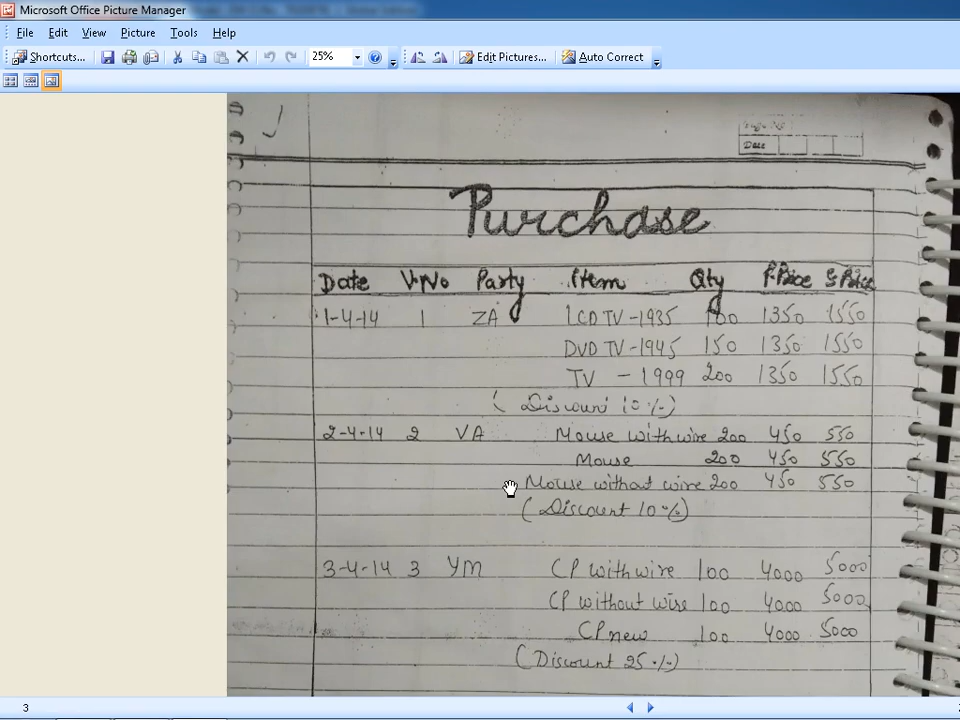 Microsoft Office Picture Manager
File Edit View Picture Tools Help
Shortcuts... 25% Edit Pictures... Auto Correct
Date
Purchase
Date V.No Party Item Qty P.Price S.Price
1-4-14 1 ZA LCD TV-1935 100 1350 1550
DVD TV-1945 150 1350 1550
TV - 1999 200 1350 1550
( Discount 10%)
2-4-14 2 VA Mouse with wire 200 450 550
Mouse 200 450 550
Mouse without wire 200 450 550
( Discount 10%)
3-4-14 3 YM CP with wire 100 4000 5000
CP without wire 100 4000 5000
CP new 100 4000 5000
( Discount 25%)
3